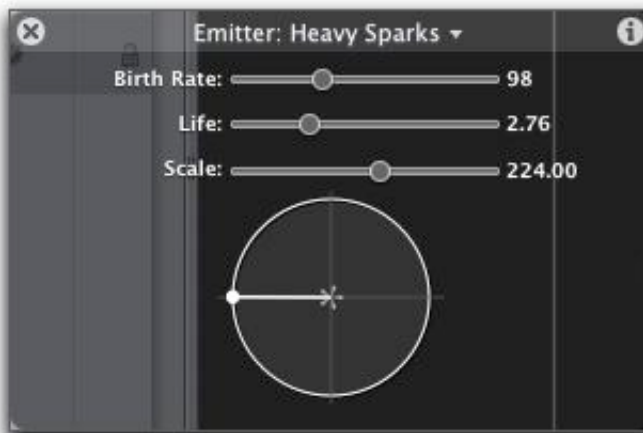 Emitter: Heavy Sparks
Birth Rate: 98
Life: 2.76
Scale: 224.00